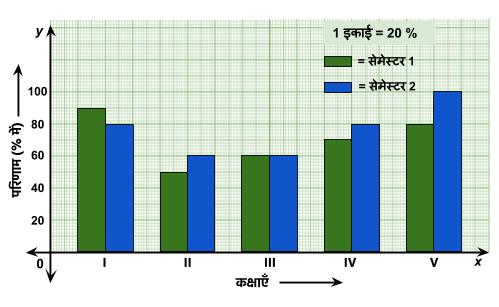 1 इकाई = 20 %
= सेमेस्टर 1
= सेमेस्टर 2
y
परिणाम (% में)
100
80
60
40
20
0
I II III IV V x
कक्षाएँ